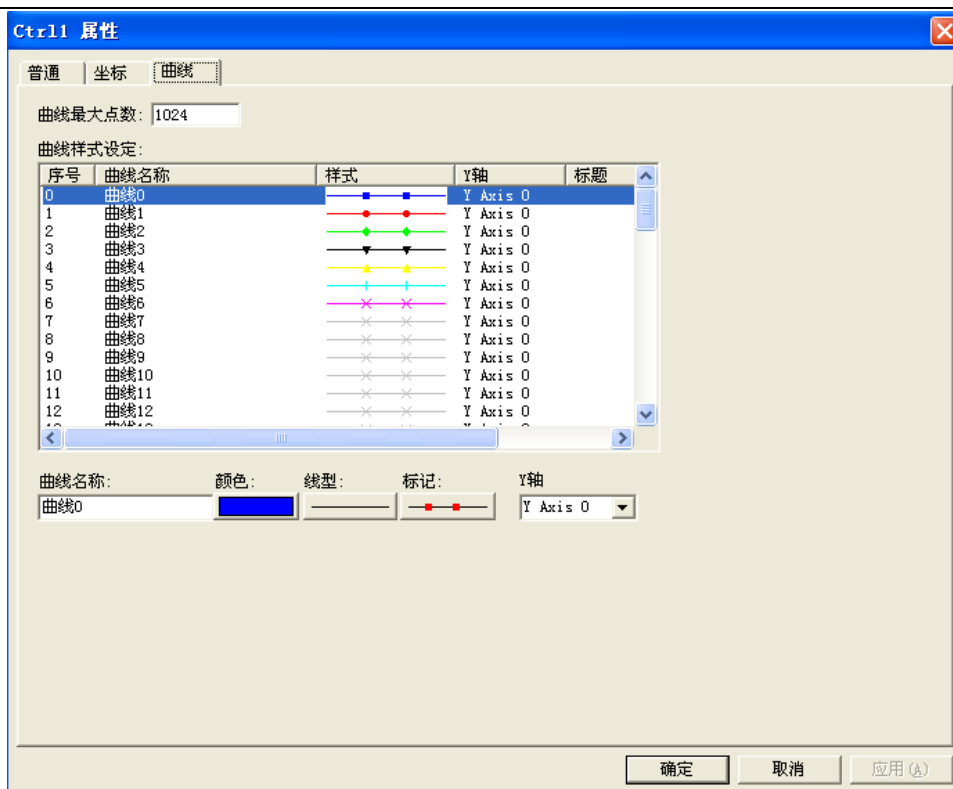 Ctrl1 属性
普通 坐标 曲线
曲线最大点数: 1024
曲线样式设定:
序号 曲线名称 样式 Y轴 标题
0 曲线0 Y Axis 0
1 曲线1 Y Axis 0
2 曲线2 Y Axis 0
3 曲线3 Y Axis 0
4 曲线4 Y Axis 0
5 曲线5 Y Axis 0
6 曲线6 Y Axis 0
7 曲线7 Y Axis 0
8 曲线8 Y Axis 0
9 曲线9 Y Axis 0
10 曲线10 Y Axis 0
11 曲线11 Y Axis 0
12 曲线12 Y Axis 0
曲线名称: 颜色: 线型: 标记: Y轴
曲线0 Y Axis 0
确定 取消 应用(A)